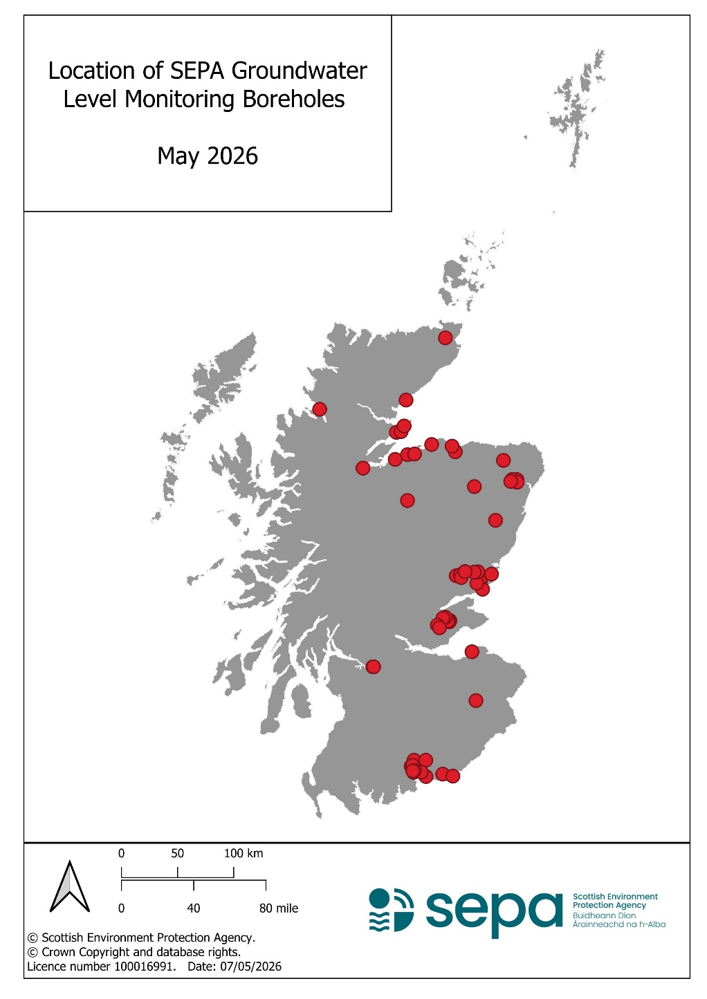 Location of SEPA Groundwater
Level Monitoring Boreholes
May 2026
0 50 100 km
0 40 80 mile
sepa
Scottish Environment
Protection Agency
Buidheann Dìon
Àrainneachd na h-Alba
© Scottish Environment Protection Agency.
© Crown Copyright and database rights.
Licence number 100016991. Date: 07/05/2026